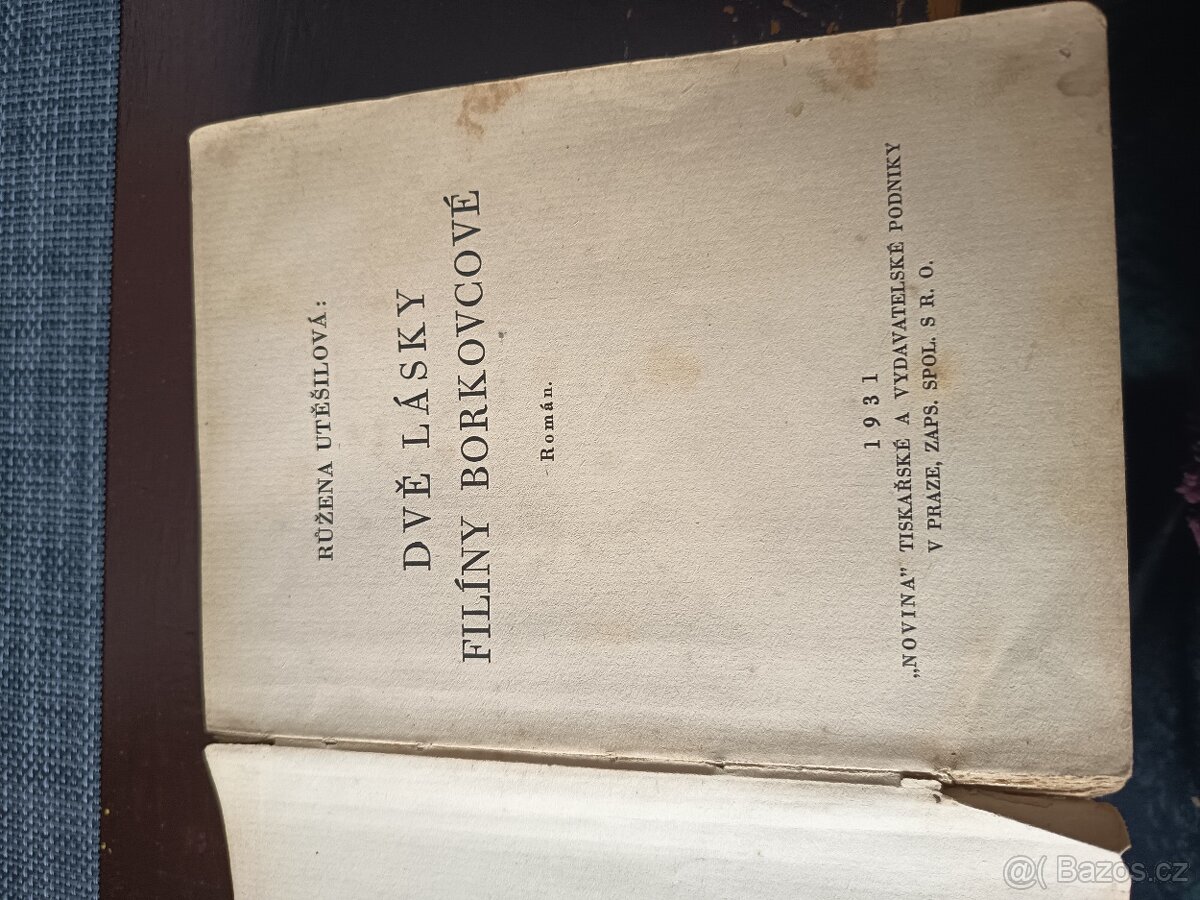 RŮŽENA UTĚŠILOVÁ:
DVĚ LÁSKY
FILÍNY BORKOVCOVÉ
Román.
1931
„NOVINA” TISKAŘSKÉ A VYDAVATELSKÉ PODNIKY
V PRAZE, ZAPS. SPOL. S R. O.
@( Bazos.cz